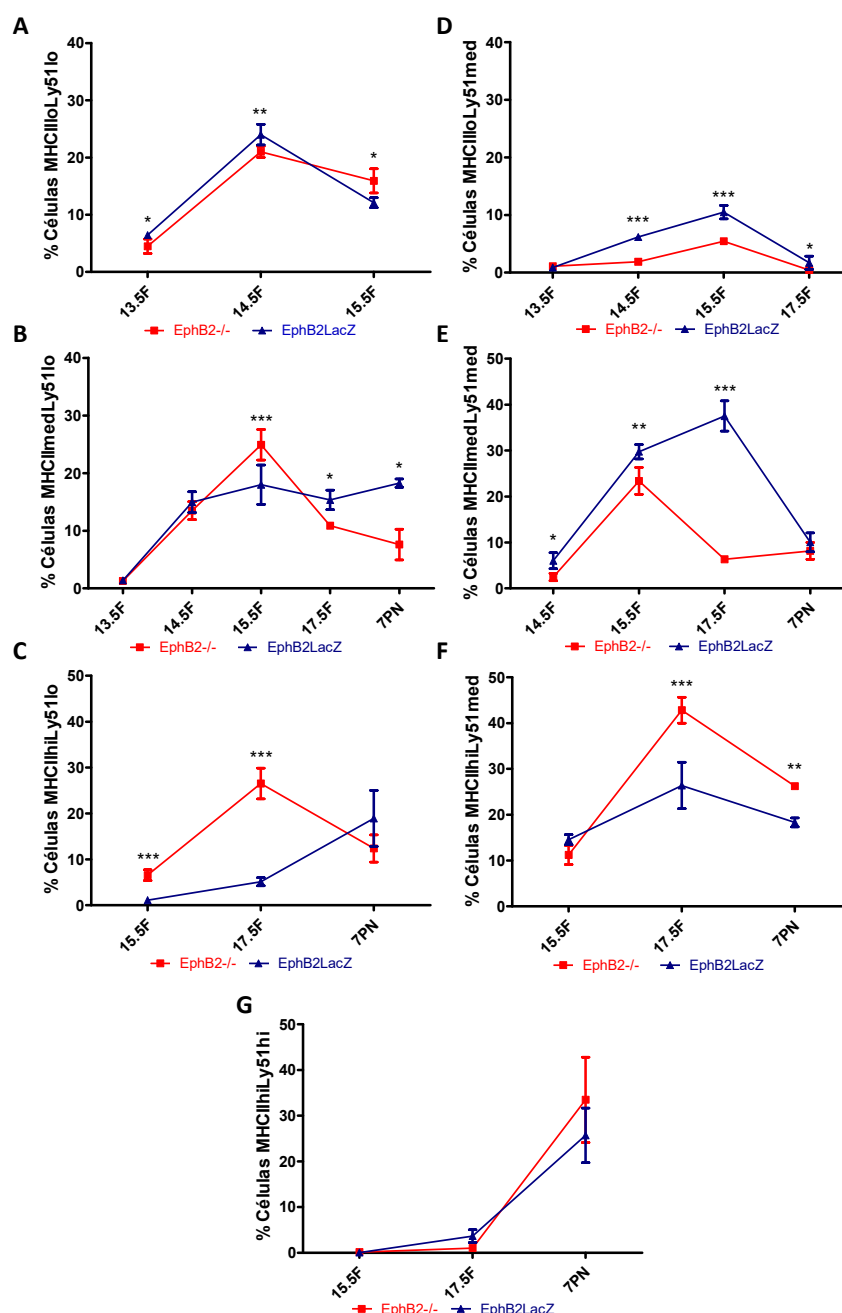 A
% Células MHCIIloLy51lo
40
30
20
10
0
*
**
*
13.5F
14.5F
15.5F
EphB2-/-
EphB2LacZ
D
% Células MHCIIloLy51med
40
30
20
10
0
***
***
*
13.5F
14.5F
15.5F
17.5F
EphB2-/-
EphB2LacZ
B
% Células MHCIImedLy51lo
40
30
20
10
0
***
*
*
13.5F
14.5F
15.5F
17.5F
7PN
EphB2-/-
EphB2LacZ
E
% Células MHCIImedLy51med
50
40
30
20
10
0
*
**
***
14.5F
15.5F
17.5F
7PN
EphB2-/-
EphB2LacZ
C
% Células MHCIIhiLy51lo
50
40
30
20
10
0
***
***
15.5F
17.5F
7PN
EphB2-/-
EphB2LacZ
F
% Células MHCIIhiLy51med
50
40
30
20
10
0
***
**
15.5F
17.5F
7PN
EphB2-/-
EphB2LacZ
G
% Células MHCIIhiLy51hi
50
40
30
20
10
0
15.5F
17.5F
7PN
EphB2-/-
EphB2LacZ